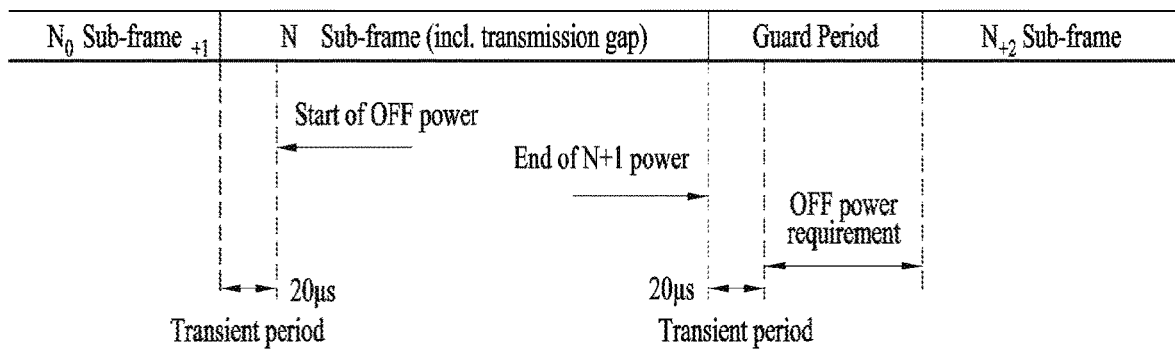 N₀ Sub-frame ₊₁ N Sub-frame (incl. transmission gap) Guard Period N₊₂ Sub-frame
Start of OFF power
End of N+1 power
OFF power
requirement
20μs 20μs
Transient period Transient period